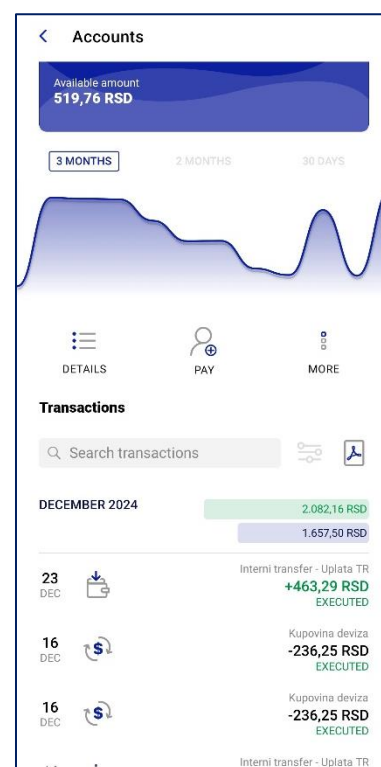 Accounts
Available amount
519,76 RSD
3 MONTHS 2 MONTHS 30 DAYS
DETAILS PAY MORE
Transactions
Search transactions
DECEMBER 2024 2.082,16 RSD
1.657,50 RSD
Interni transfer - Uplata TR
23 DEC +463,29 RSD
EXECUTED
Kupovina deviza
16 DEC -236,25 RSD
EXECUTED
Kupovina deviza
16 DEC -236,25 RSD
EXECUTED
Interni transfer - Uplata TR